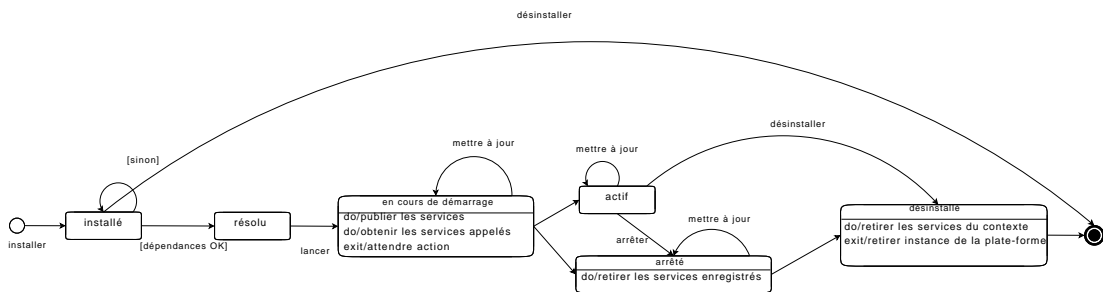 désinstaller
désinstaller
mettre à jour
mettre à jour
[sinon]
en cours de démarrage
actif
désinstallé
installé
résolu
do/publier les services
mettre à jour
do/retirer les services du contexte
do/obtenir les services appelés
arrêter
exit/retirer instance de la plate-forme
installer
[dépendances OK]
lancer
exit/attendre action
arrêté
do/retirer les services enregistrés